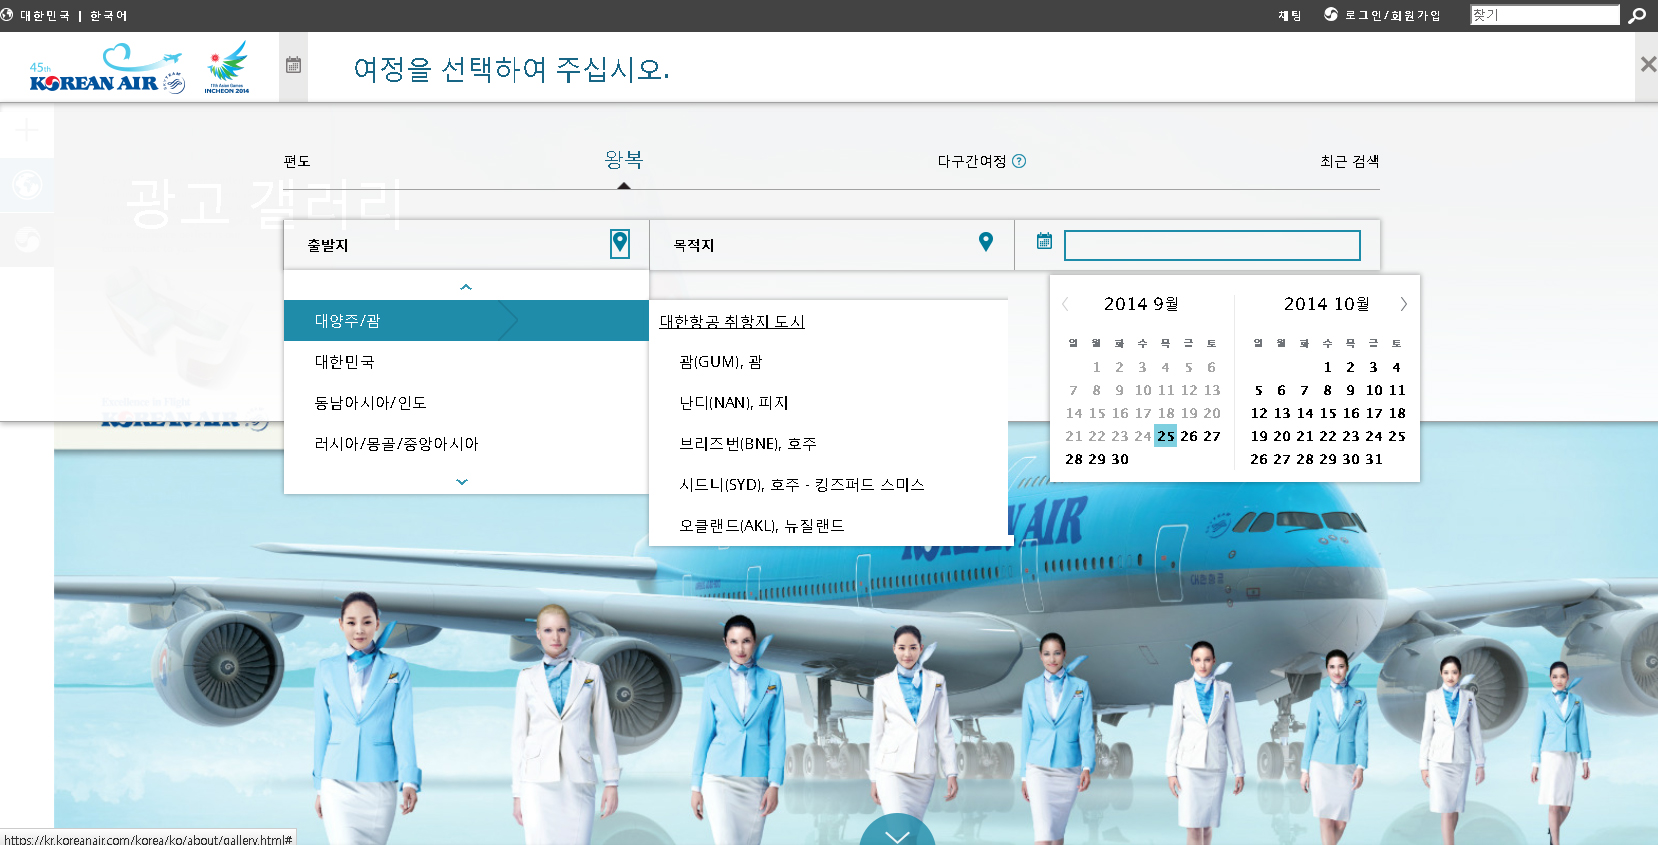 대한민국 | 한국어
채팅
로그인/회원가입
찾기
45th
KOREAN AIR
17th Asian Games
INCHEON 2014
여정을 선택하여 주십시오.
편도
왕복
다구간여정 ?
최근 검색
광고 갤러리
출발지
목적지
대양주/괌
대한민국
동남아시아/인도
러시아/몽골/중앙아시아
대한항공 취항지 도시
괌(GUM), 괌
난디(NAN), 피지
브리즈번(BNE), 호주
시드니(SYD), 호주 - 킹즈퍼드 스미스
오클랜드(AKL), 뉴질랜드
2014 9월
일 월 화 수 목 금 토
1 2 3 4 5 6
7 8 9 10 11 12 13
14 15 16 17 18 19 20
21 22 23 24 25 26 27
28 29 30
2014 10월
일 월 화 수 목 금 토
1 2 3 4
5 6 7 8 9 10 11
12 13 14 15 16 17 18
19 20 21 22 23 24 25
26 27 28 29 30 31
Excellence in Flight
KOREAN AIR
KOREAN AIR
대한항공
https://kr.koreanair.com/korea/ko/about/gallery.html#